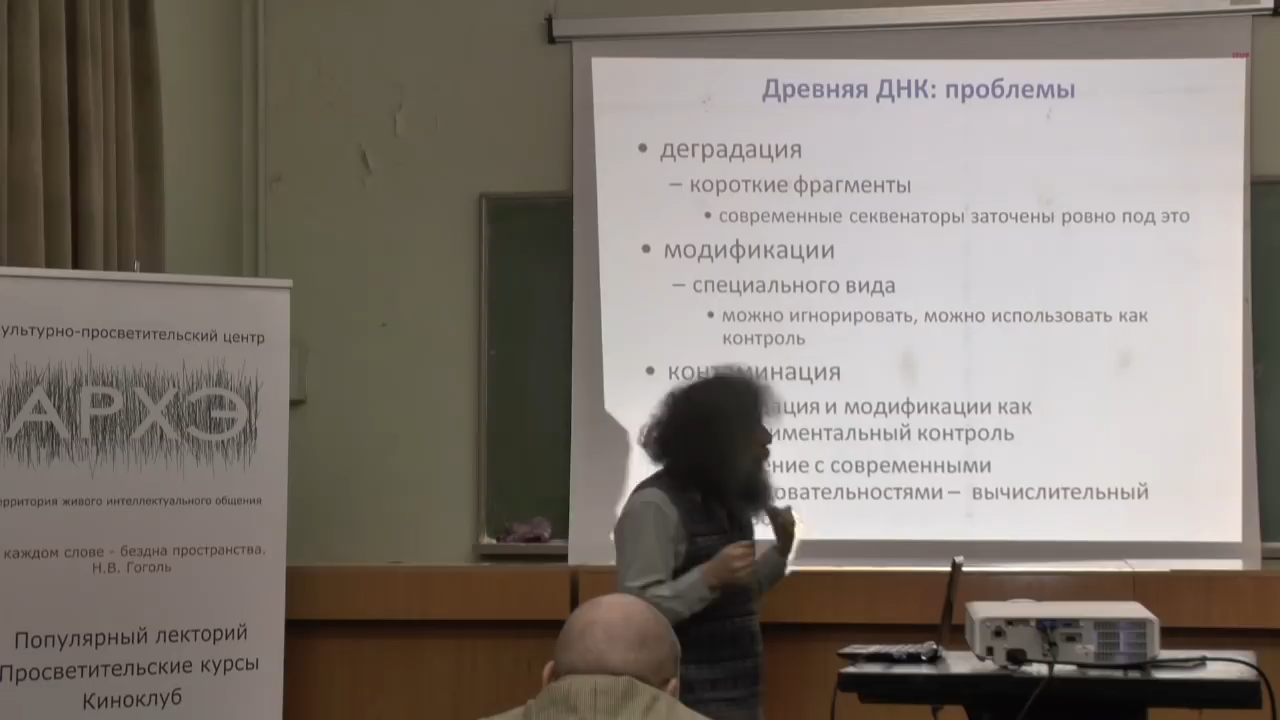 Древняя ДНК: проблемы
• деградация
– короткие фрагменты
• современные секвенаторы заточены ровно под это
• модификации
– специального вида
• можно игнорировать, можно использовать как
контроль
• контаминация
ация и модификации как
иментальный контроль
ение с современными
овательностями – вычислительный
ультурно-просветительский центр
АРХЭ
ерритория живого интеллектуального общения
каждом слове - бездна пространства.
Н.В. Гоголь
Популярный лекторий
Просветительские курсы
Киноклуб